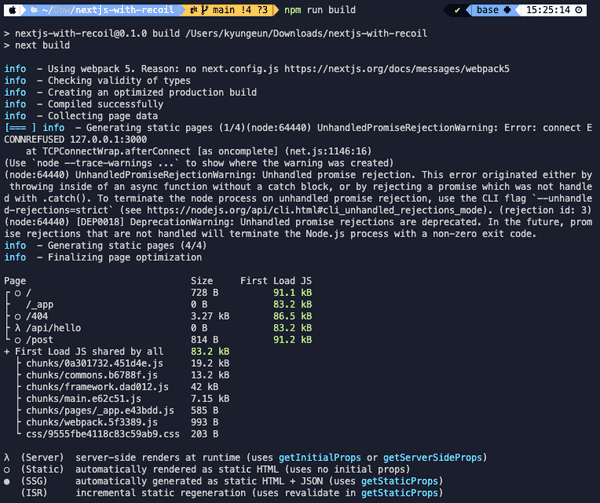 ~/Dow/nextjs-with-recoil main !4 ?3 npm run build ✔ base 15:25:14
> nextjs-with-recoil@0.1.0 build /Users/kyungeun/Downloads/nextjs-with-recoil
> next build
info  - Using webpack 5. Reason: no next.config.js https://nextjs.org/docs/messages/webpack5
info  - Checking validity of types
info  - Creating an optimized production build
info  - Compiled successfully
info  - Collecting page data
[=== ] info  - Generating static pages (1/4)(node:64440) UnhandledPromiseRejectionWarning: Error: connect E
CONNREFUSED 127.0.0.1:3000
    at TCPConnectWrap.afterConnect [as oncomplete] (net.js:1146:16)
(Use `node --trace-warnings ...` to show where the warning was created)
(node:64440) UnhandledPromiseRejectionWarning: Unhandled promise rejection. This error originated either by
 throwing inside of an async function without a catch block, or by rejecting a promise which was not handle
d with .catch(). To terminate the node process on unhandled promise rejection, use the CLI flag `--unhandle
d-rejections=strict` (see https://nodejs.org/api/cli.html#cli_unhandled_rejections_mode). (rejection id: 3)
(node:64440) [DEP0018] DeprecationWarning: Unhandled promise rejections are deprecated. In the future, prom
ise rejections that are not handled will terminate the Node.js process with a non-zero exit code.
info  - Generating static pages (4/4)
info  - Finalizing page optimization
Page                              Size     First Load JS
┌ ○ /                             728 B          91.1 kB
├   /_app                         0 B            83.2 kB
├ ○ /404                          3.27 kB        86.5 kB
├ λ /api/hello                    0 B            83.2 kB
└ ○ /post                         814 B          91.2 kB
+ First Load JS shared by all     83.2 kB
  ├ chunks/0a301732.451d4e.js     19.2 kB
  ├ chunks/commons.b6788f.js      13.2 kB
  ├ chunks/framework.dad012.js    42 kB
  ├ chunks/main.e62c51.js         7.15 kB
  ├ chunks/pages/_app.e43bdd.js   585 B
  ├ chunks/webpack.5f3389.js      993 B
  └ css/9555fbe4118c83c59ab9.css  203 B
λ  (Server)  server-side renders at runtime (uses getInitialProps or getServerSideProps)
○  (Static)  automatically rendered as static HTML (uses no initial props)
●  (SSG)     automatically generated as static HTML + JSON (uses getStaticProps)
   (ISR)     incremental static regeneration (uses revalidate in getStaticProps)